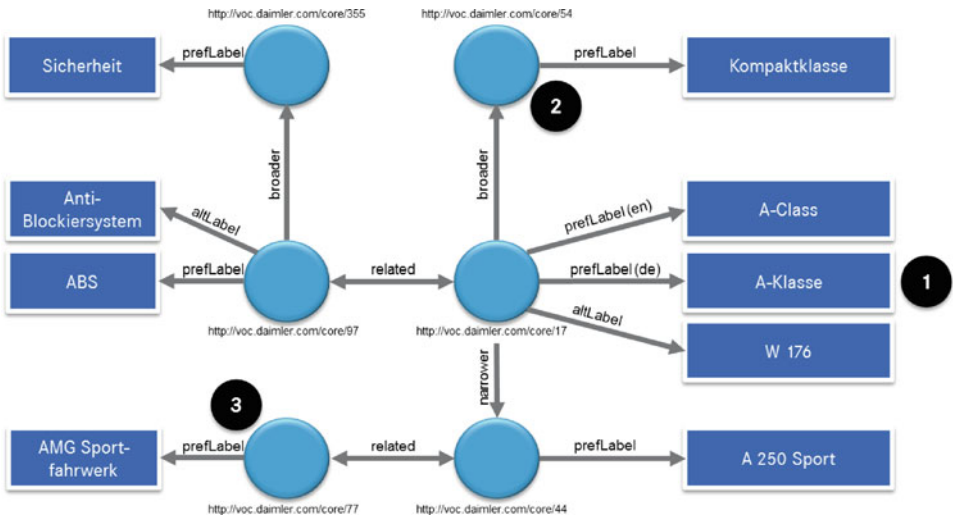 http://voc.daimler.com/core/355
http://voc.daimler.com/core/54
Sicherheit
prefLabel
prefLabel
Kompaktklasse
2
broader
broader
Anti-
Blockiersystem
altLabel
prefLabel (en)
A-Class
ABS
prefLabel
related
prefLabel (de)
A-Klasse
1
http://voc.daimler.com/core/97
http://voc.daimler.com/core/17
altLabel
W 176
narrower
3
AMG Sport-
fahrwerk
prefLabel
related
prefLabel
A 250 Sport
http://voc.daimler.com/core/77
http://voc.daimler.com/core/44